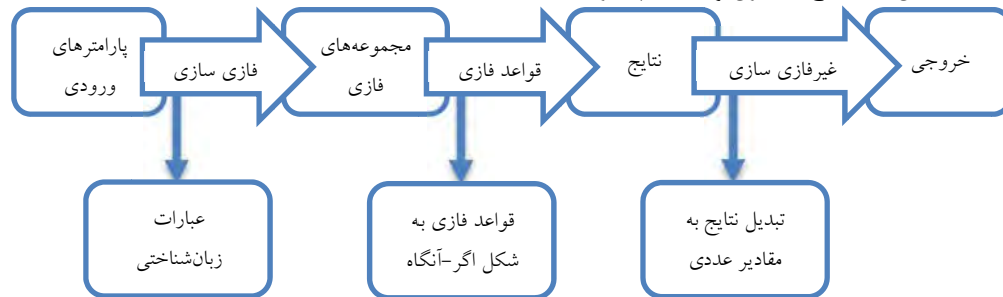 پارامترهای
ورودی
فازی سازی
مجموعه‌های
فازی
قواعد فازی
نتایج
غیرفازی سازی
خروجی
عبارات
زبان‌شناختی
قواعد فازی به
شکل اگر-آنگاه
تبدیل نتایج به
مقادیر عددی